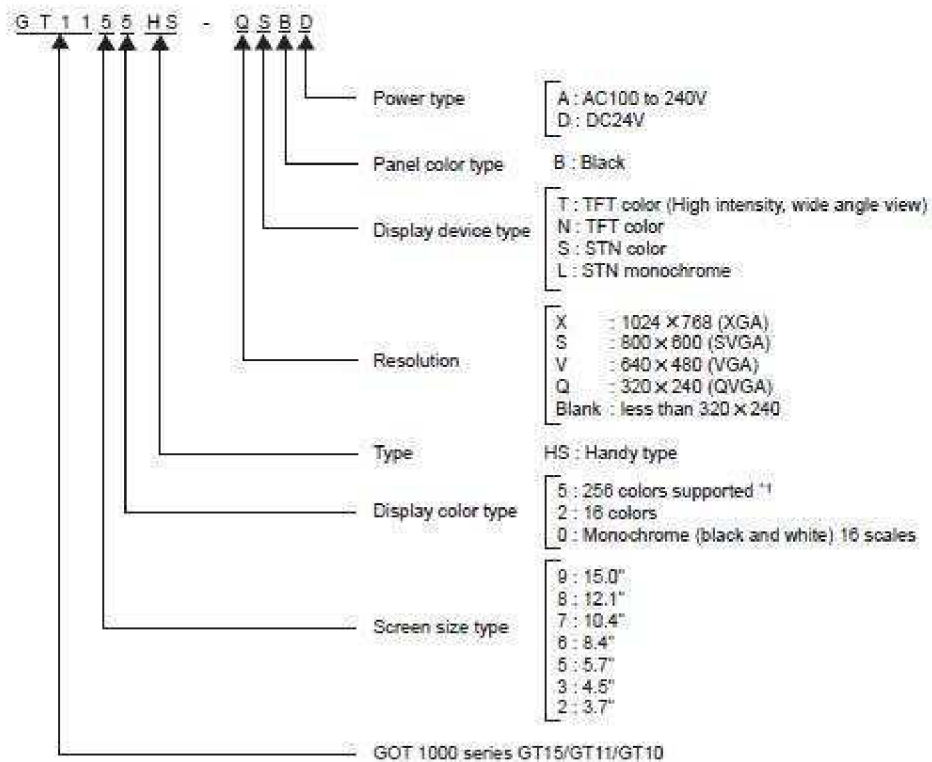 GT1155HS - QSBD
Power type
A : AC100 to 240V
D : DC24V
Panel color type
B : Black
Display device type
T : TFT color (High intensity, wide angle view)
N : TFT color
S : STN color
L : STN monochrome
Resolution
X : 1024 × 768 (XGA)
S : 800 × 600 (SVGA)
V : 640 × 480 (VGA)
Q : 320 × 240 (QVGA)
Blank : less than 320 × 240
Type
HS : Handy type
Display color type
5 : 256 colors supported *1
2 : 16 colors
0 : Monochrome (black and white) 16 scales
Screen size type
9 : 15.0"
8 : 12.1"
7 : 10.4"
6 : 8.4"
5 : 5.7"
3 : 4.5"
2 : 3.7"
GOT 1000 series GT15/GT11/GT10